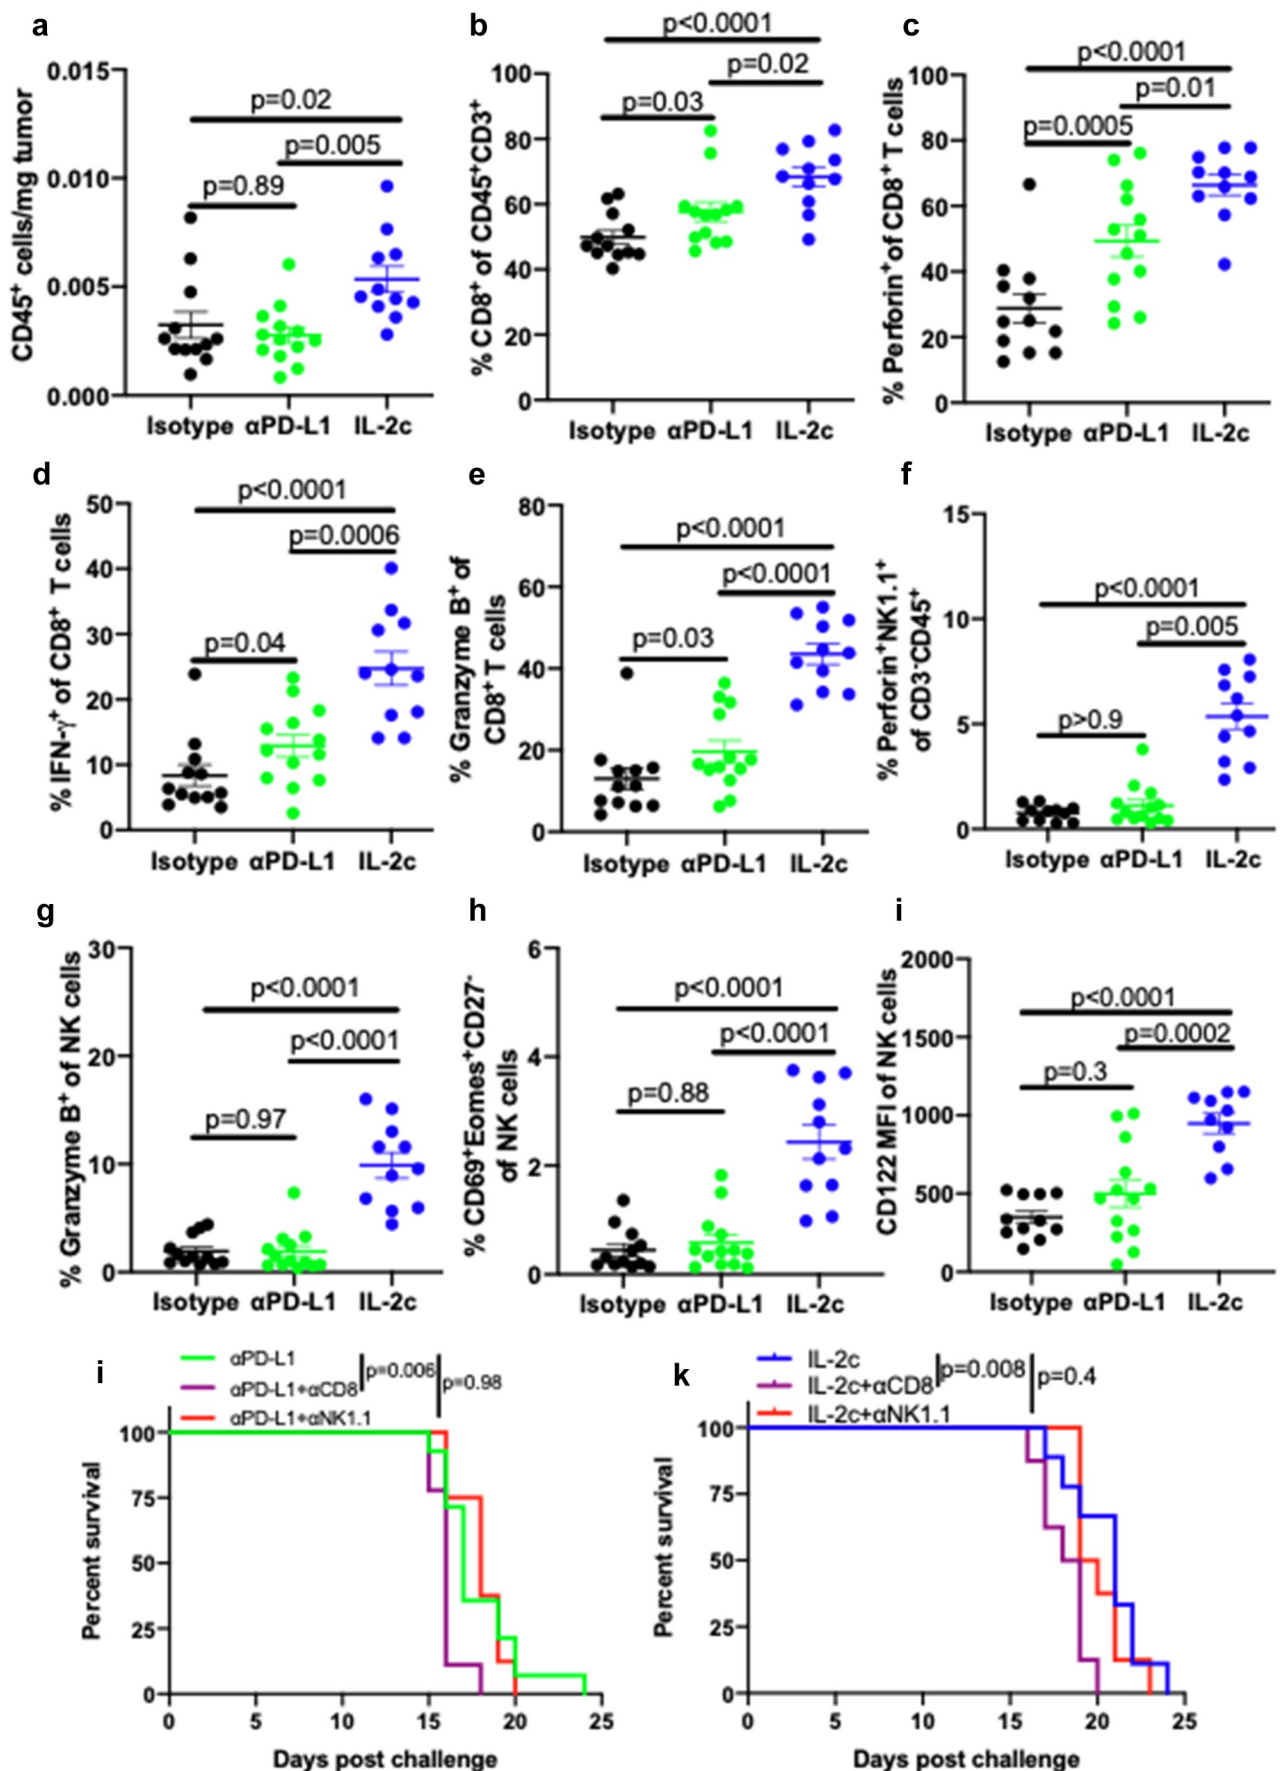 a
p=0.02
p=0.005
p=0.89
CD45⁺ cells/mg tumor
0.015
0.010
0.005
0.000
Isotype αPD-L1 IL-2c
b
p<0.0001
p=0.02
p=0.03
% CD8⁺ of CD45⁺CD3⁺
100
80
60
40
20
0
Isotype αPD-L1 IL-2c
c
p<0.0001
p=0.01
p=0.0005
% Perforin⁺ of CD8⁺ T cells
100
80
60
40
20
0
Isotype αPD-L1 IL-2c
d
p<0.0001
p=0.0006
p=0.04
% IFN-γ⁺ of CD8⁺ T cells
50
40
30
20
10
0
Isotype αPD-L1 IL-2c
e
p<0.0001
p<0.0001
p=0.03
% Granzyme B⁺ of
CD8⁺ T cells
80
60
40
20
0
Isotype αPD-L1 IL-2c
f
p<0.0001
p=0.005
p>0.9
% Perforin⁺NK1.1⁺
of CD3⁻CD45⁺
15
10
5
0
Isotype αPD-L1 IL-2c
g
p<0.0001
p<0.0001
p=0.97
% Granzyme B⁺ of NK cells
30
20
10
0
Isotype αPD-L1 IL-2c
h
p<0.0001
p<0.0001
p=0.88
% CD69⁺Eomes⁺CD27⁻
of NK cells
6
4
2
0
Isotype αPD-L1 IL-2c
i
p<0.0001
p=0.0002
p=0.3
CD122 MFI of NK cells
2000
1500
1000
500
0
Isotype αPD-L1 IL-2c
i
αPD-L1
αPD-L1+αCD8
αPD-L1+αNK1.1
p=0.006
p=0.98
Percent survival
100
75
50
25
0
0 5 10 15 20 25
Days post challenge
k
IL-2c
IL-2c+αCD8
IL-2c+αNK1.1
p=0.008
p=0.4
Percent survival
100
75
50
25
0
0 5 10 15 20 25
Days post challenge